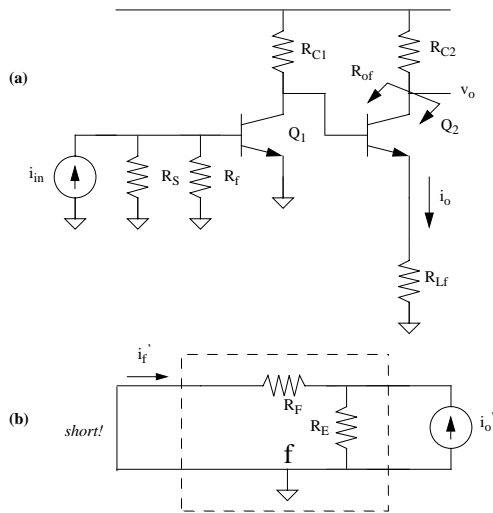 R_C1
R_C2
(a)
R_of
v_o
Q_1
Q_2
i_in
R_S
R_f
i_o
R_Lf
i_f'
(b)
R_F
short!
R_E
i_o'
f